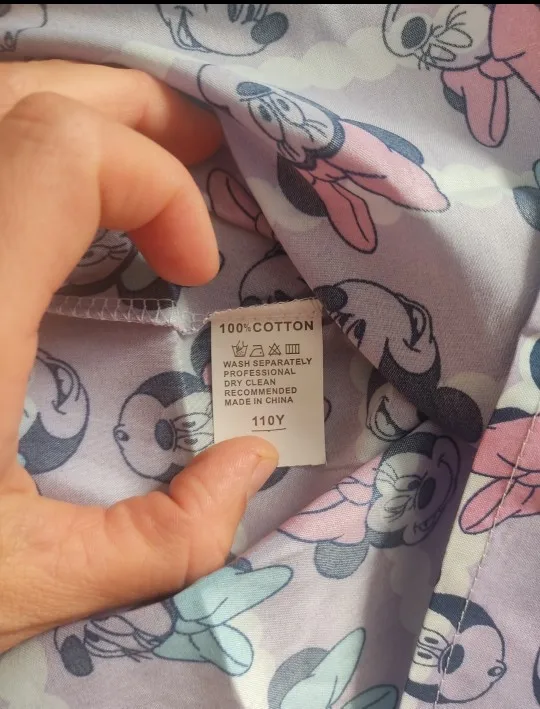 100%COTTON
WASH SEPARATELY
PROFESSIONAL
DRY CLEAN
RECOMMENDED
MADE IN CHINA
110Y